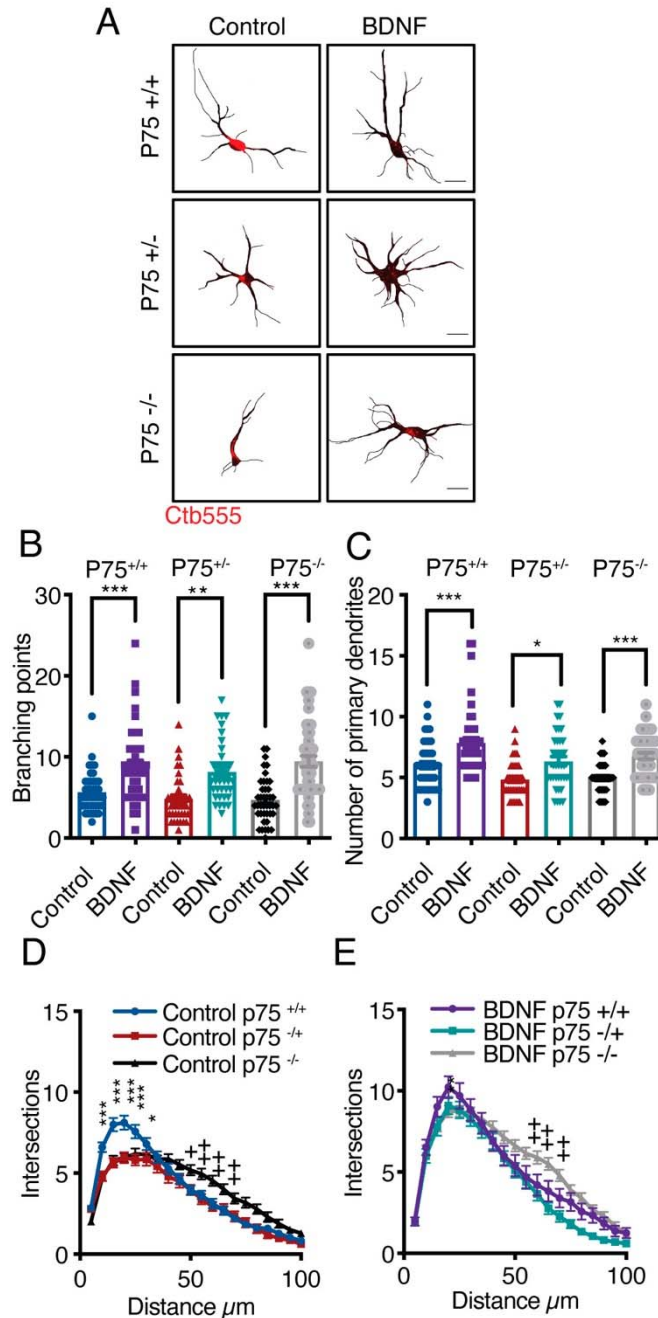 A
Control BDNF
P75 +/+
P75 +/-
P75 -/-
Ctb555
B
P75+/+ P75+/- P75-/-
*** ** ***
Branching points
30
20
10
0
Control BDNF Control BDNF Control BDNF
C
P75+/+ P75+/- P75-/-
*** * ***
Number of primary dendrites
20
15
10
5
0
Control BDNF Control BDNF Control BDNF
D
Control p75 +/+
Control p75 -/+
Control p75 -/-
*** *** *** *** *
+ ++ ++ ++
Intersections
15
10
5
0
0 50 100
Distance μm
E
BDNF p75 +/+
BDNF p75 -/+
BDNF p75 -/-
++ ++ ++
Intersections
15
10
5
0
0 50 100
Distance μm